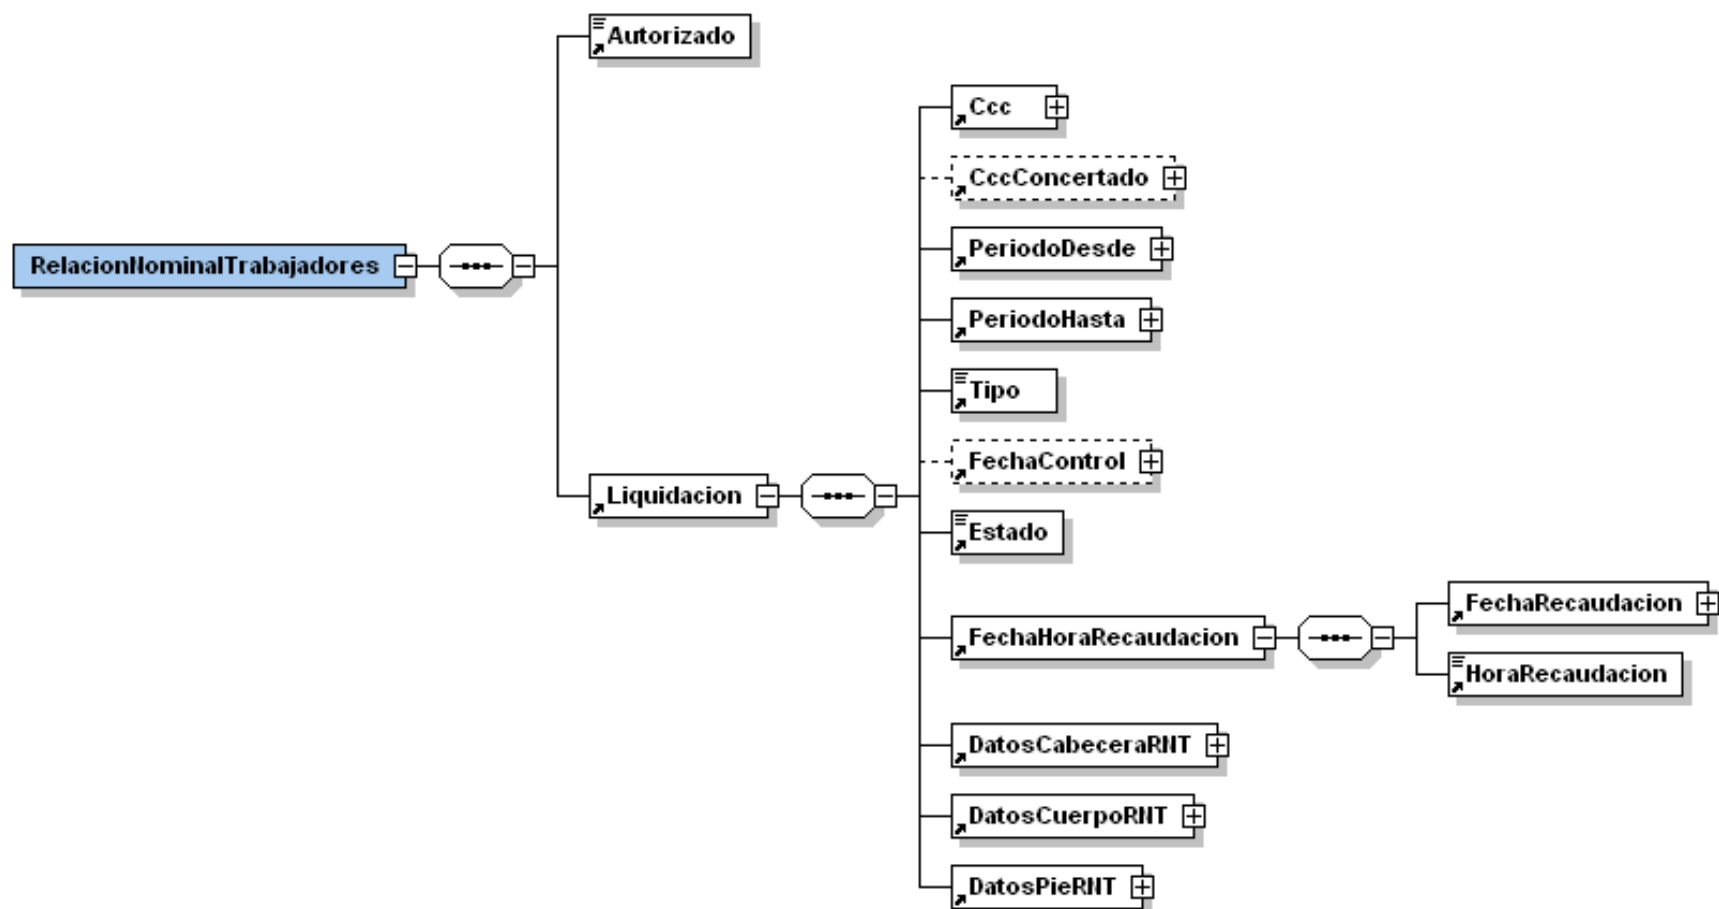 Autorizado
Ccc
CccConcertado
PeriodoDesde
RelacionNominalTrabajadores
PeriodoHasta
Tipo
FechaControl
Liquidacion
Estado
FechaRecaudacion
FechaHoraRecaudacion
HoraRecaudacion
DatosCabeceraRNT
DatosCuerpoRNT
DatosPieRNT